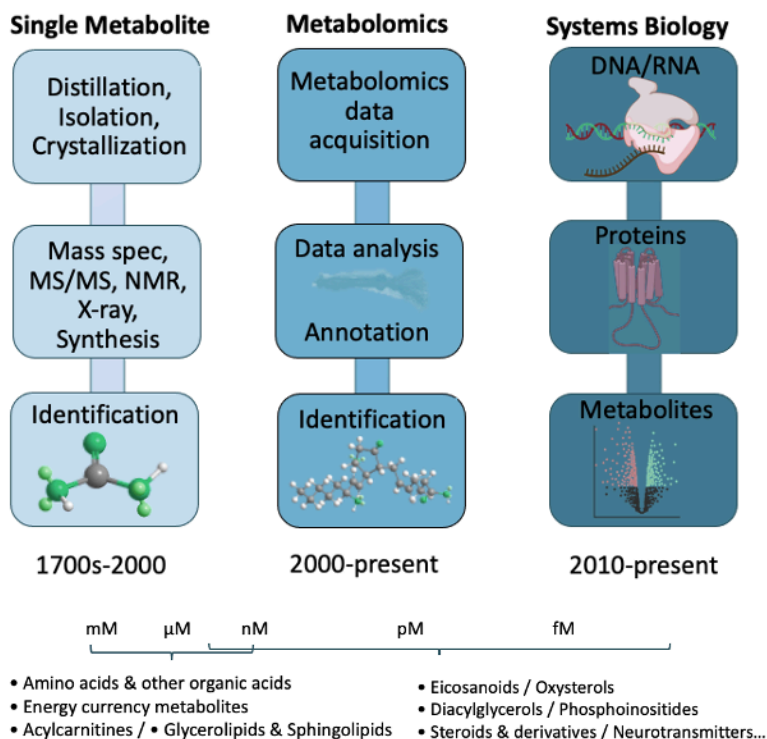 Single Metabolite
Distillation,
Isolation,
Crystallization
Mass spec,
MS/MS, NMR,
X-ray,
Synthesis
Identification
1700s-2000
Metabolomics
Metabolomics
data
acquisition
Data analysis
Annotation
Identification
2000-present
Systems Biology
DNA/RNA
Proteins
Metabolites
2010-present
mM μM nM pM fM
• Amino acids & other organic acids
• Energy currency metabolites
• Acylcarnitines / • Glycerolipids & Sphingolipids
• Eicosanoids / Oxysterols
• Diacylglycerols / Phosphoinositides
• Steroids & derivatives / Neurotransmitters...